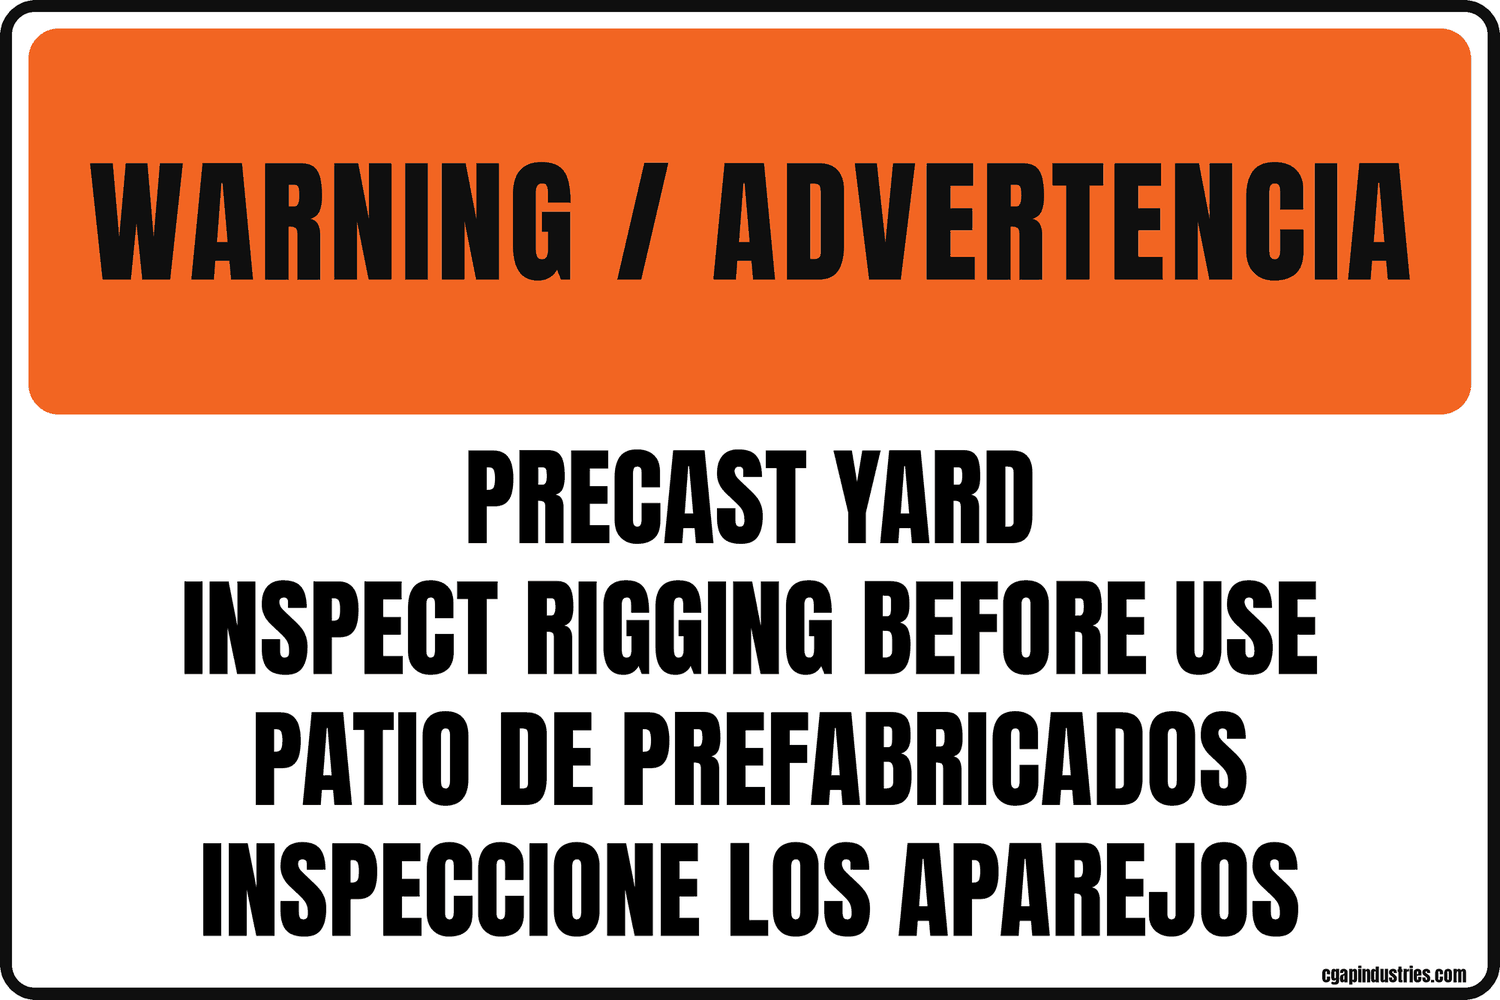 WARNING / ADVERTENCIA
PRECAST YARD
INSPECT RIGGING BEFORE USE
PATIO DE PREFABRICADOS
INSPECCIONE LOS APAREJOS
cgapindustries.com